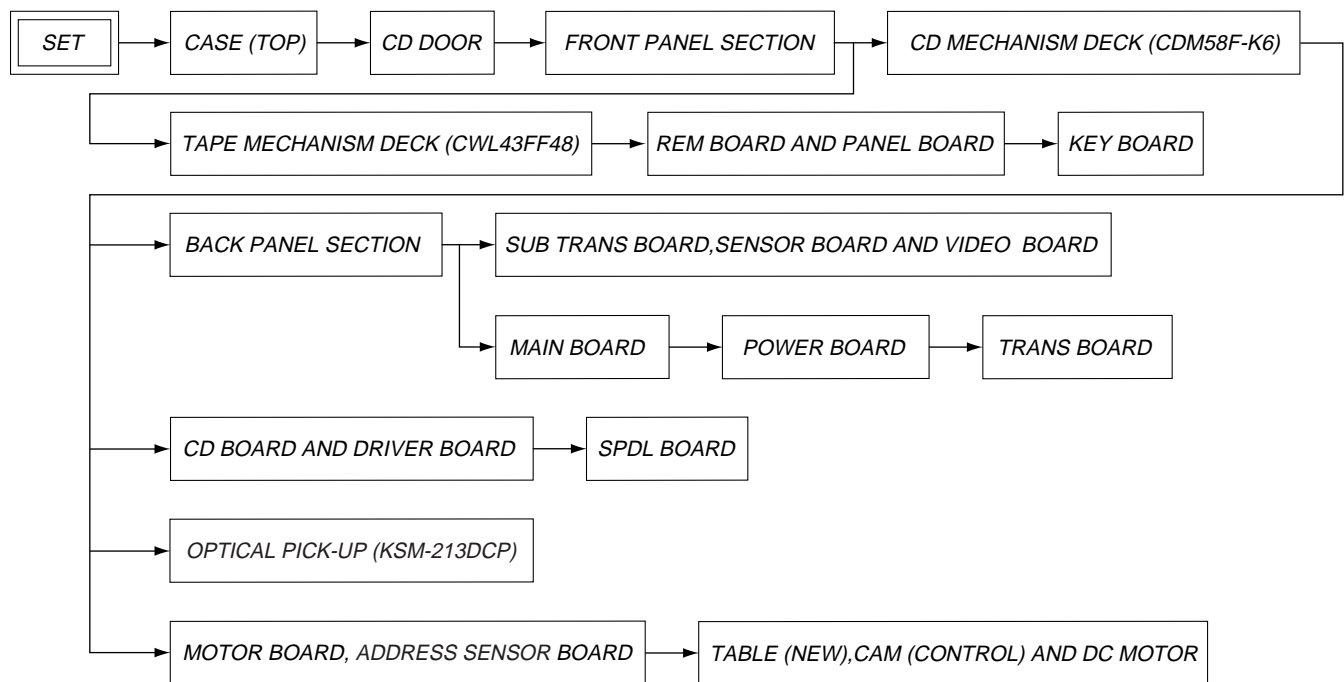 SET
CASE (TOP)
CD DOOR
FRONT PANEL SECTION
CD MECHANISM DECK (CDM58F-K6)
TAPE MECHANISM DECK (CWL43FF48)
REM BOARD AND PANEL BOARD
KEY BOARD
BACK PANEL SECTION
SUB TRANS BOARD,SENSOR BOARD AND VIDEO BOARD
MAIN BOARD
POWER BOARD
TRANS BOARD
CD BOARD AND DRIVER BOARD
SPDL BOARD
OPTICAL PICK-UP (KSM-213DCP)
MOTOR BOARD, ADDRESS SENSOR BOARD
TABLE (NEW),CAM (CONTROL) AND DC MOTOR